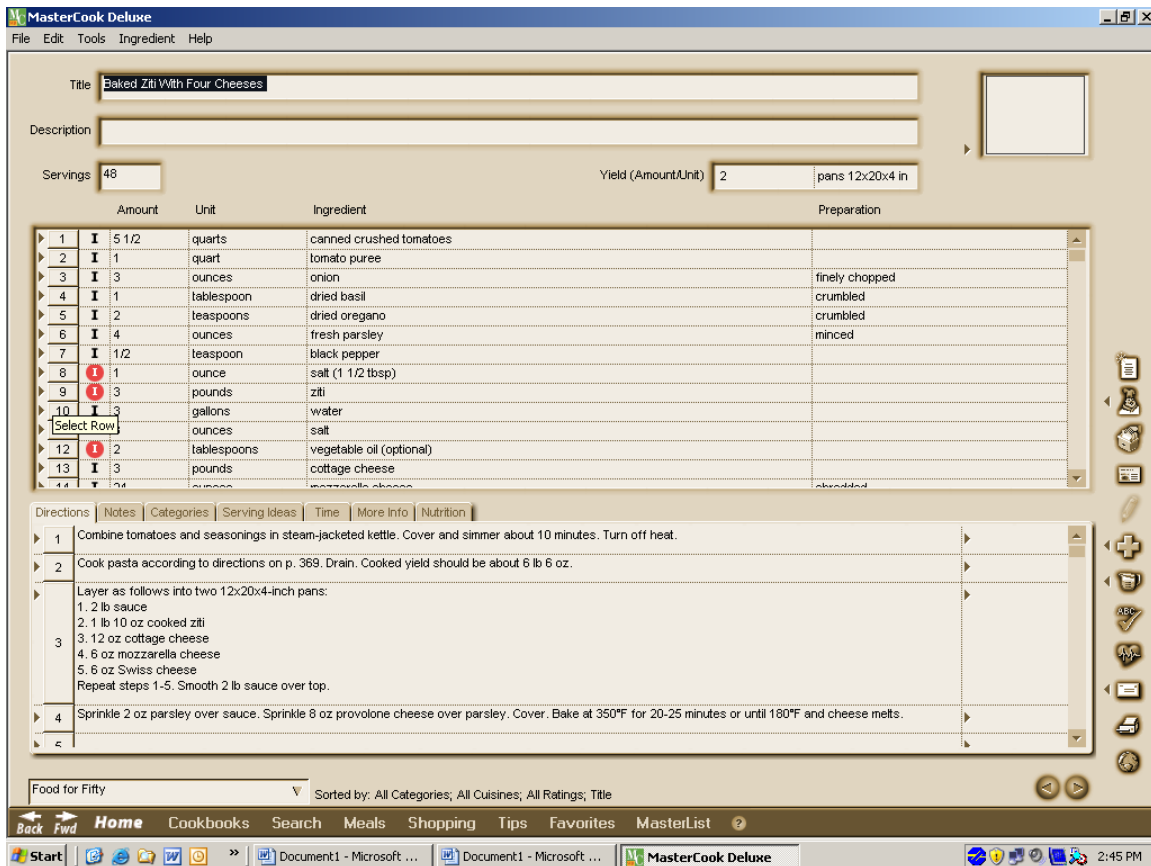 MasterCook Deluxe
File Edit Tools Ingredient Help
Title Baked Ziti With Four Cheeses
Description
Servings 48 Yield (Amount/Unit) 2 pans 12x20x4 in
Amount Unit Ingredient Preparation
1 I 5 1/2 quarts canned crushed tomatoes
2 I 1 quart tomato puree
3 I 3 ounces onion finely chopped
4 I 1 tablespoon dried basil crumbled
5 I 2 teaspoons dried oregano crumbled
6 I 4 ounces fresh parsley minced
7 I 1/2 teaspoon black pepper
8 I 1 ounce salt (1 1/2 tbsp)
9 I 3 pounds ziti
10 I 3 gallons water
Select Row ounces salt
12 I 2 tablespoons vegetable oil (optional)
13 I 3 pounds cottage cheese
14 I 24 ounces mozzarella cheese shredded
Directions Notes Categories Serving Ideas Time More Info Nutrition
1 Combine tomatoes and seasonings in steam-jacketed kettle. Cover and simmer about 10 minutes. Turn off heat.
2 Cook pasta according to directions on p. 369. Drain. Cooked yield should be about 6 lb 6 oz.
Layer as follows into two 12x20x4-inch pans:
1. 2 lb sauce
2. 1 lb 10 oz cooked ziti
3 3. 12 oz cottage cheese
4. 6 oz mozzarella cheese
5. 6 oz Swiss cheese
Repeat steps 1-5. Smooth 2 lb sauce over top.
4 Sprinkle 2 oz parsley over sauce. Sprinkle 8 oz provolone cheese over parsley. Cover. Bake at 350°F for 20-25 minutes or until 180°F and cheese melts.
5
Food for Fifty Sorted by: All Categories; All Cuisines; All Ratings; Title
Back Fwd Home Cookbooks Search Meals Shopping Tips Favorites MasterList ?
Start » Document1 - Microsoft ... Document1 - Microsoft ... MasterCook Deluxe 2:45 PM